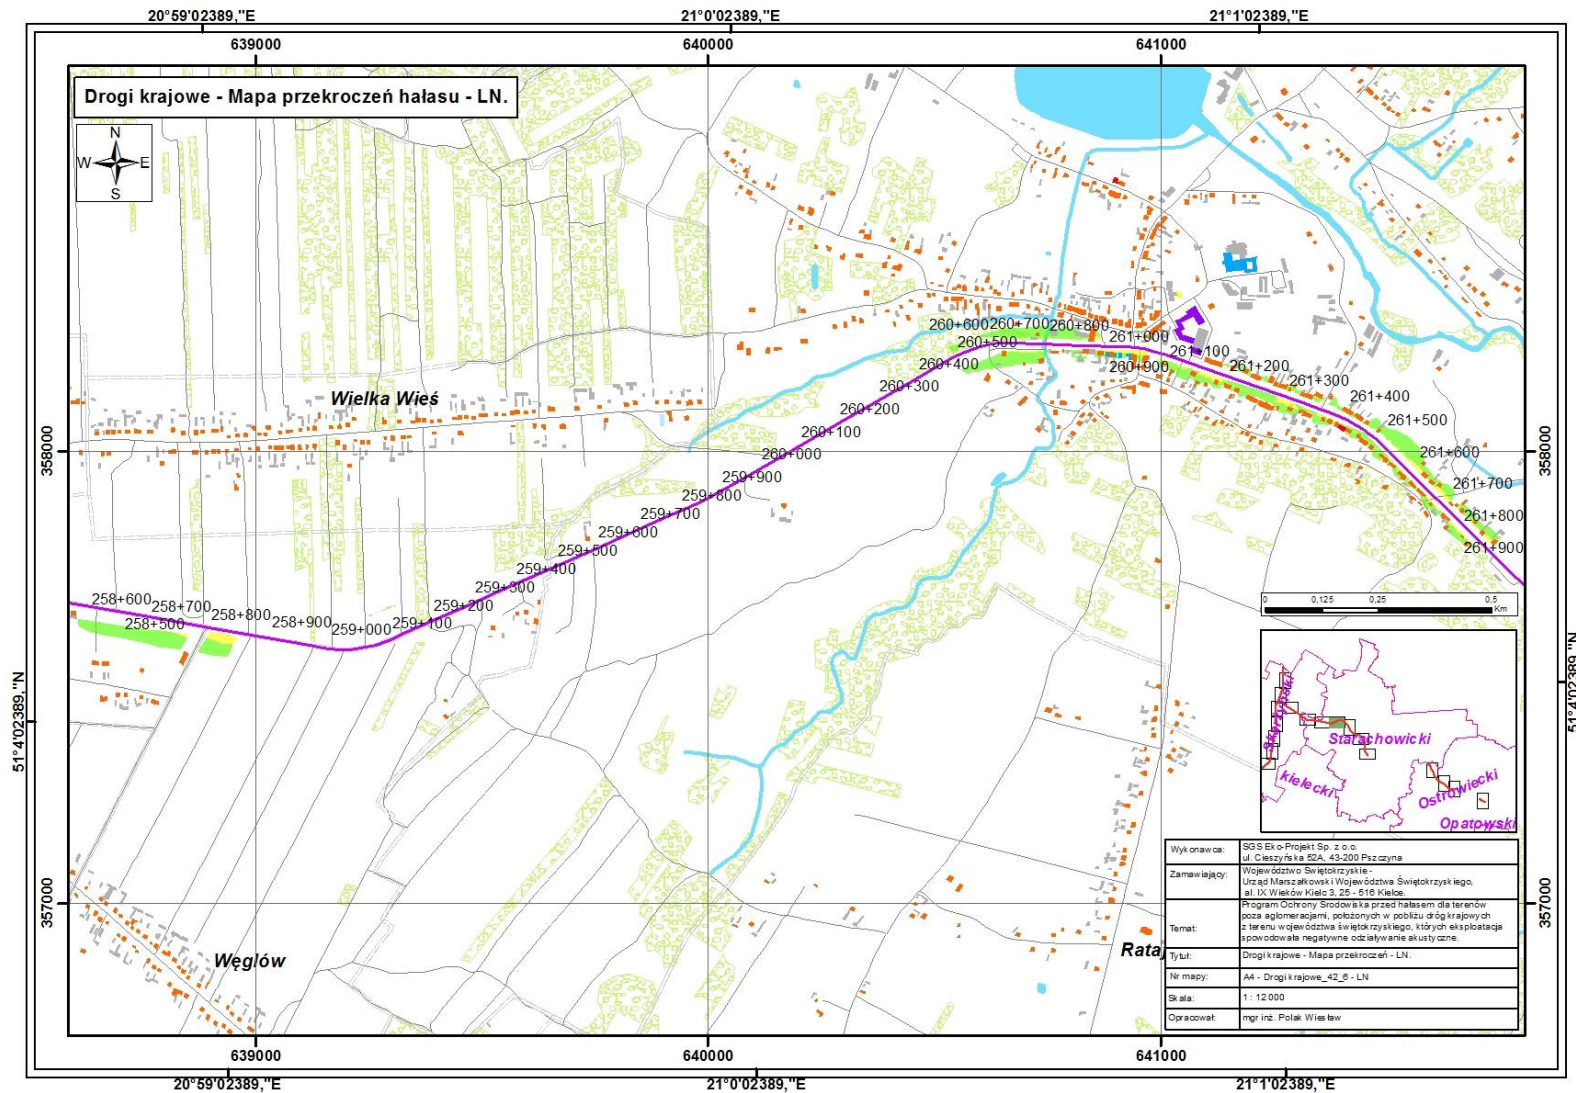 20°59'02389,"E 21°0'02389,"E 21°1'02389,"E
639000 640000 641000
Drogi krajowe - Mapa przekroczeń hałasu - LN.
N
W E
S
260+600 260+700 260+800 261+000
260+500 261+100
260+400 260+900 261+200
260+300 261+300
Wielka Wieś
260+200 261+400
260+100 261+500
358000 358000
260+000 261+600
259+900
259+800 261+700
259+700 261+800
259+600
259+500 261+900
259+400
259+300
258+600 259+200
258+700
258+800
258+500 258+900 259+000 259+100
0 0,125 0,25 0,5
Km
51°4'02389,"N 51°4'02389,"N
Skarżyski
Starachowicki
kielecki
Ostrowiecki
Opatowski
Wykonawca: SGS Eko-Projekt Sp. z o.o.
ul. Cieszyńska 52A, 43-200 Pszczyna
Zamawiający: Województwo Świętokrzyskie -
Urząd Marszałkowski Województwa Świętokrzyskiego,
al. IX Wieków Kielc 3, 25 - 516 Kielce.
Temat: Program Ochrony Środowiska przed hałasem dla terenów
poza aglomeracjami, położonych w pobliżu dróg krajowych
z terenu województwa świętokrzyskiego, których eksploatacja
spowodowała negatywne odziaływanie akustyczne.
Tytuł: Drogi krajowe - Mapa przekroczeń - LN.
Nr mapy: A4 - Drogi krajowe_42_6 - LN
Skala: 1 : 12 000
Opracował: mgr inż. Polak Wiesław
357000 357000
Węglów
Rataj
639000 640000 641000
20°59'02389,"E 21°0'02389,"E 21°1'02389,"E